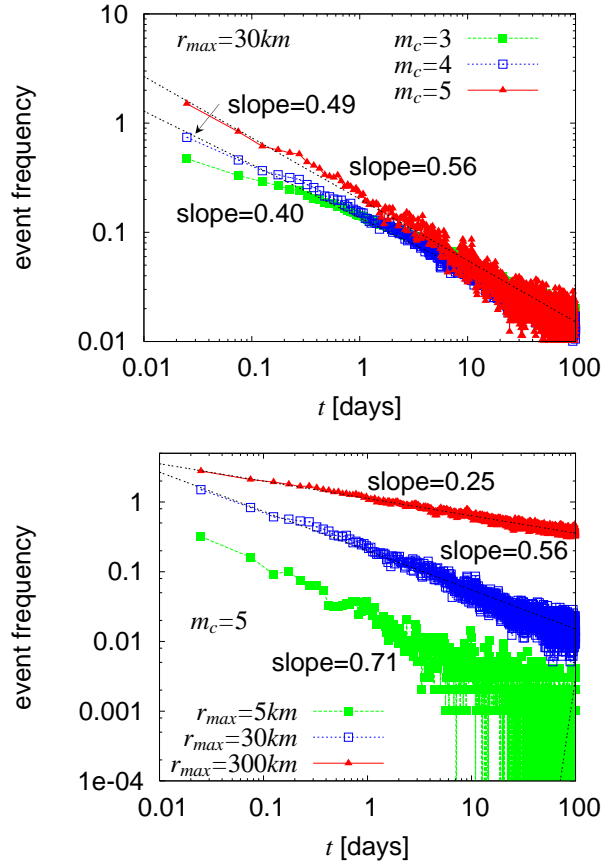 10
r_max=30km
m_c=3
m_c=4
m_c=5
slope=0.49
1
slope=0.56
slope=0.40
0.1
0.01
event frequency
0.01 0.1 1 10 100
t [days]
slope=0.25
1
slope=0.56
0.1
0.01
m_c=5
slope=0.71
0.001
r_max=5km
r_max=30km
r_max=300km
1e-04
event frequency
0.01 0.1 1 10 100
t [days]